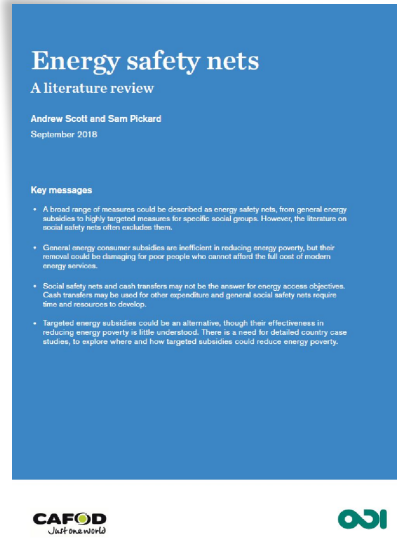 Energy safety nets
A literature review
Andrew Scott and Sam Pickard
September 2018
Key messages
• A broad range of measures could be described as energy safety nets, from general energy
subsidies to highly targeted measures for specific social groups. However, the literature on
social safety nets often excludes them.
• General energy consumer subsidies are inefficient in reducing energy poverty, but their
removal could be damaging for poor people who cannot afford the full cost of modern
energy services.
• Social safety nets and cash transfers may not be the answer for energy access objectives.
Cash transfers may be used for other expenditure and general social safety nets require
time and resources to develop.
• Targeted energy subsidies could be an alternative, though their effectiveness in
reducing energy poverty is little understood. There is a need for detailed country case
studies, to explore where and how targeted subsidies could reduce energy poverty.
CAFOD
Just one world
ODI